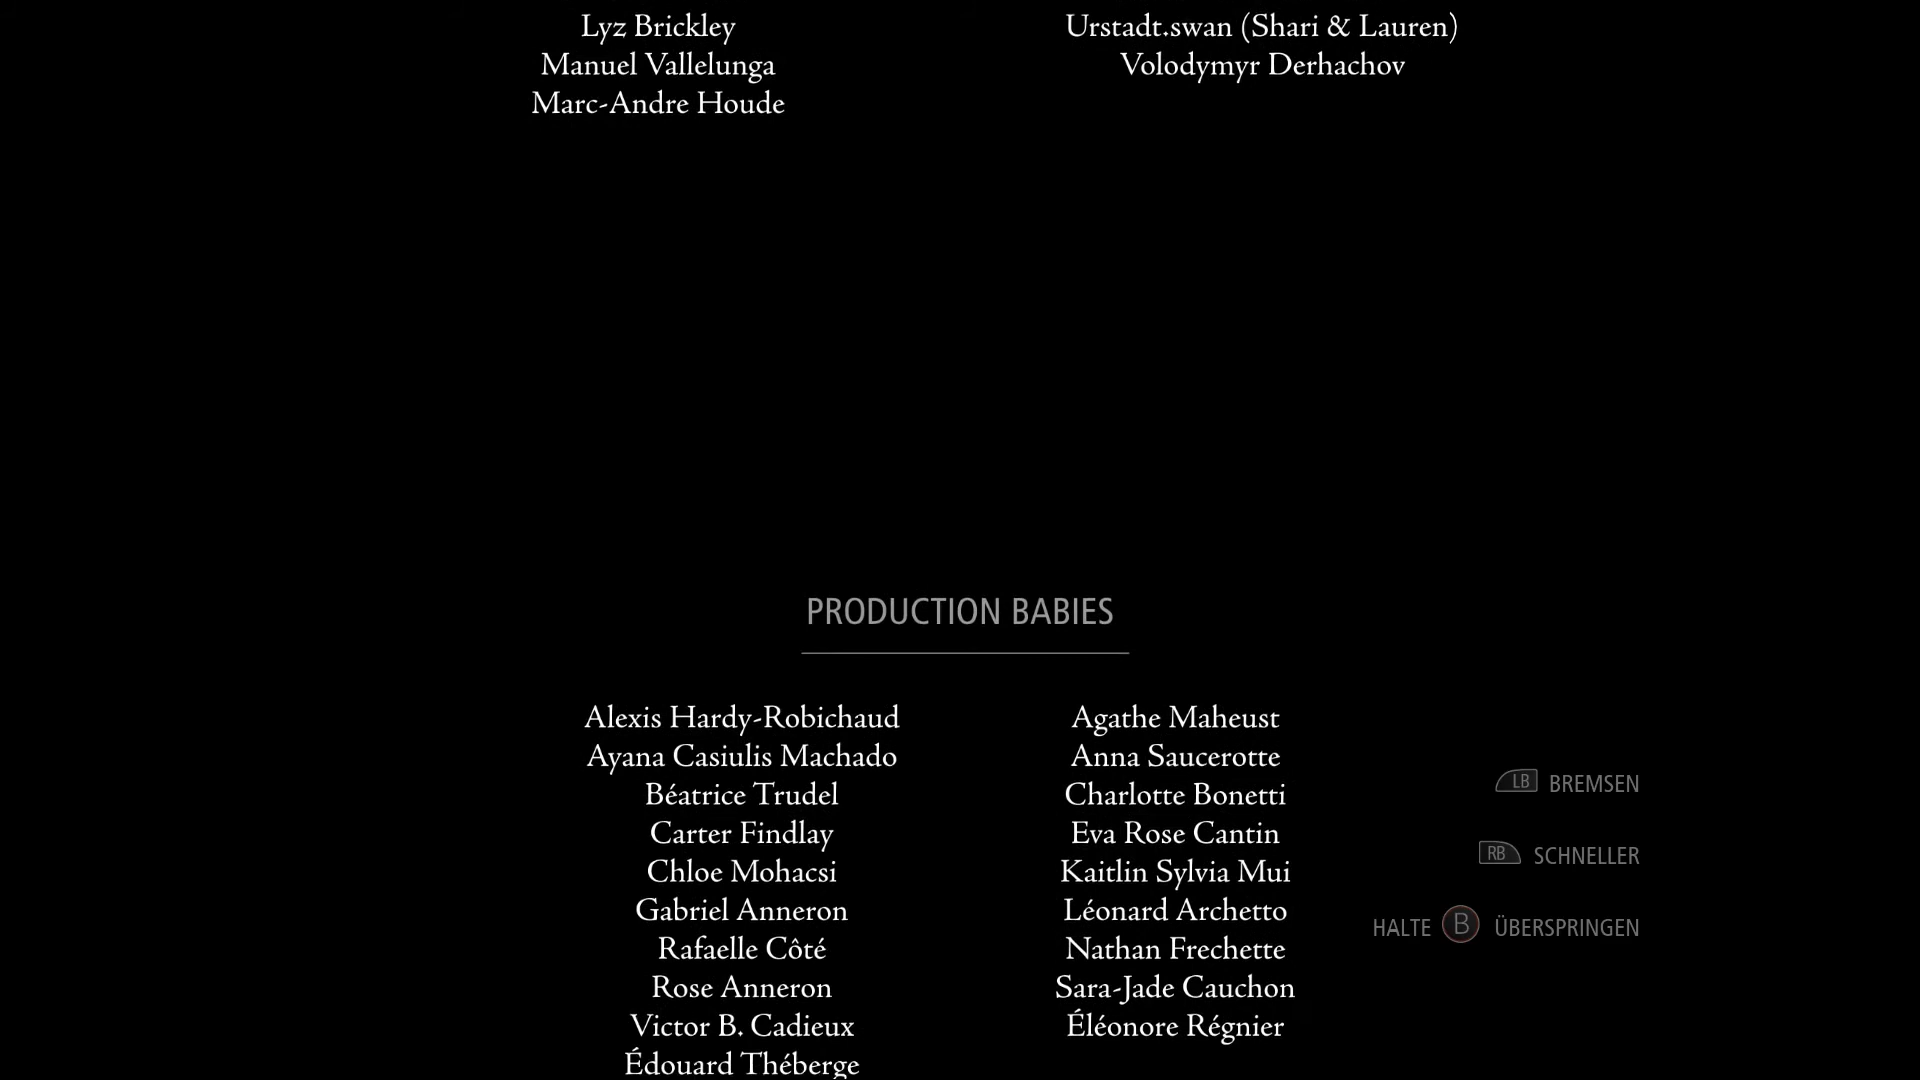 Lyz Brickley
Manuel Vallelunga
Marc-Andre Houde
Urstadt.swan (Shari & Lauren)
Volodymyr Derhachov
PRODUCTION BABIES
Alexis Hardy-Robichaud
Ayana Casiulis Machado
Béatrice Trudel
Carter Findlay
Chloe Mohacsi
Gabriel Anneron
Rafaelle Côté
Rose Anneron
Victor B. Cadieux
Édouard Théberge
Agathe Maheust
Anna Saucerotte
Charlotte Bonetti
Eva Rose Cantin
Kaitlin Sylvia Mui
Léonard Archetto
Nathan Frechette
Sara-Jade Cauchon
Éléonore Régnier
LB BREMSEN
RB SCHNELLER
HALTE B ÜBERSPRINGEN